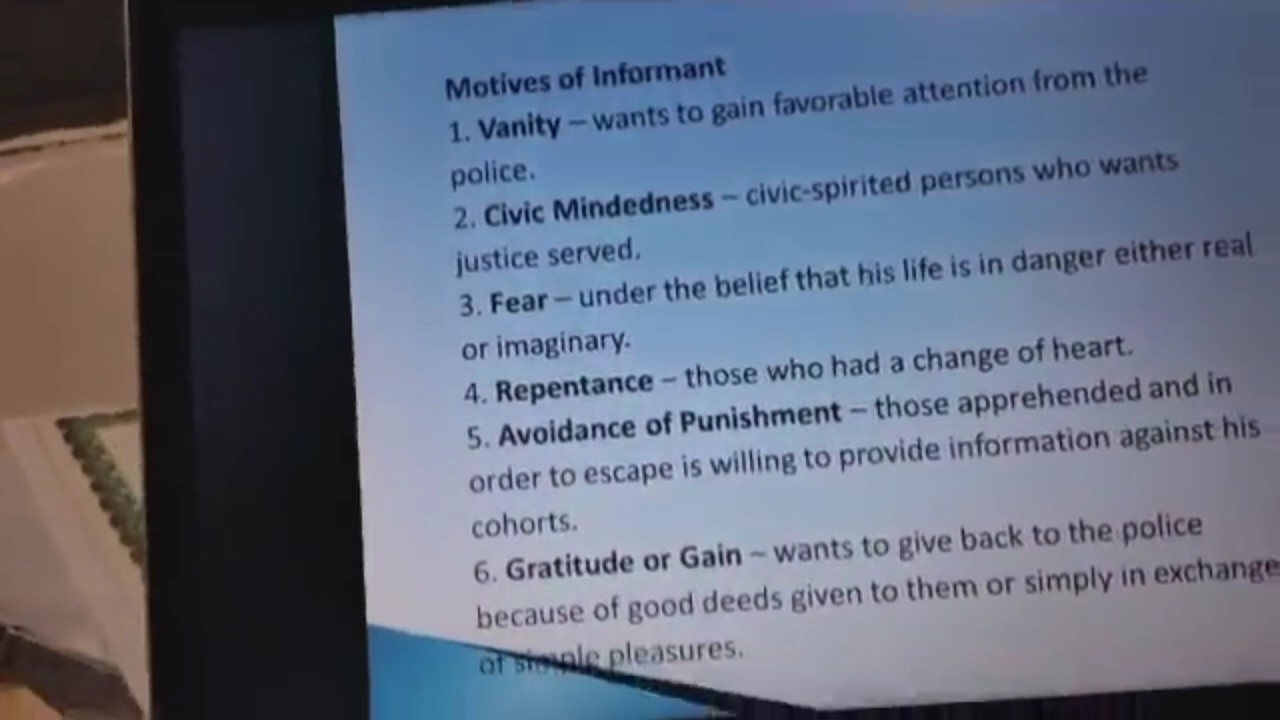 Motives of Informant
1. Vanity – wants to gain favorable attention from the
police.
2. Civic Mindedness – civic-spirited persons who wants
justice served.
3. Fear – under the belief that his life is in danger either real
or imaginary.
4. Repentance – those who had a change of heart.
5. Avoidance of Punishment – those apprehended and in
order to escape is willing to provide information against his
cohorts.
6. Gratitude or Gain – wants to give back to the police
because of good deeds given to them or simply in exchange
of simple pleasures.